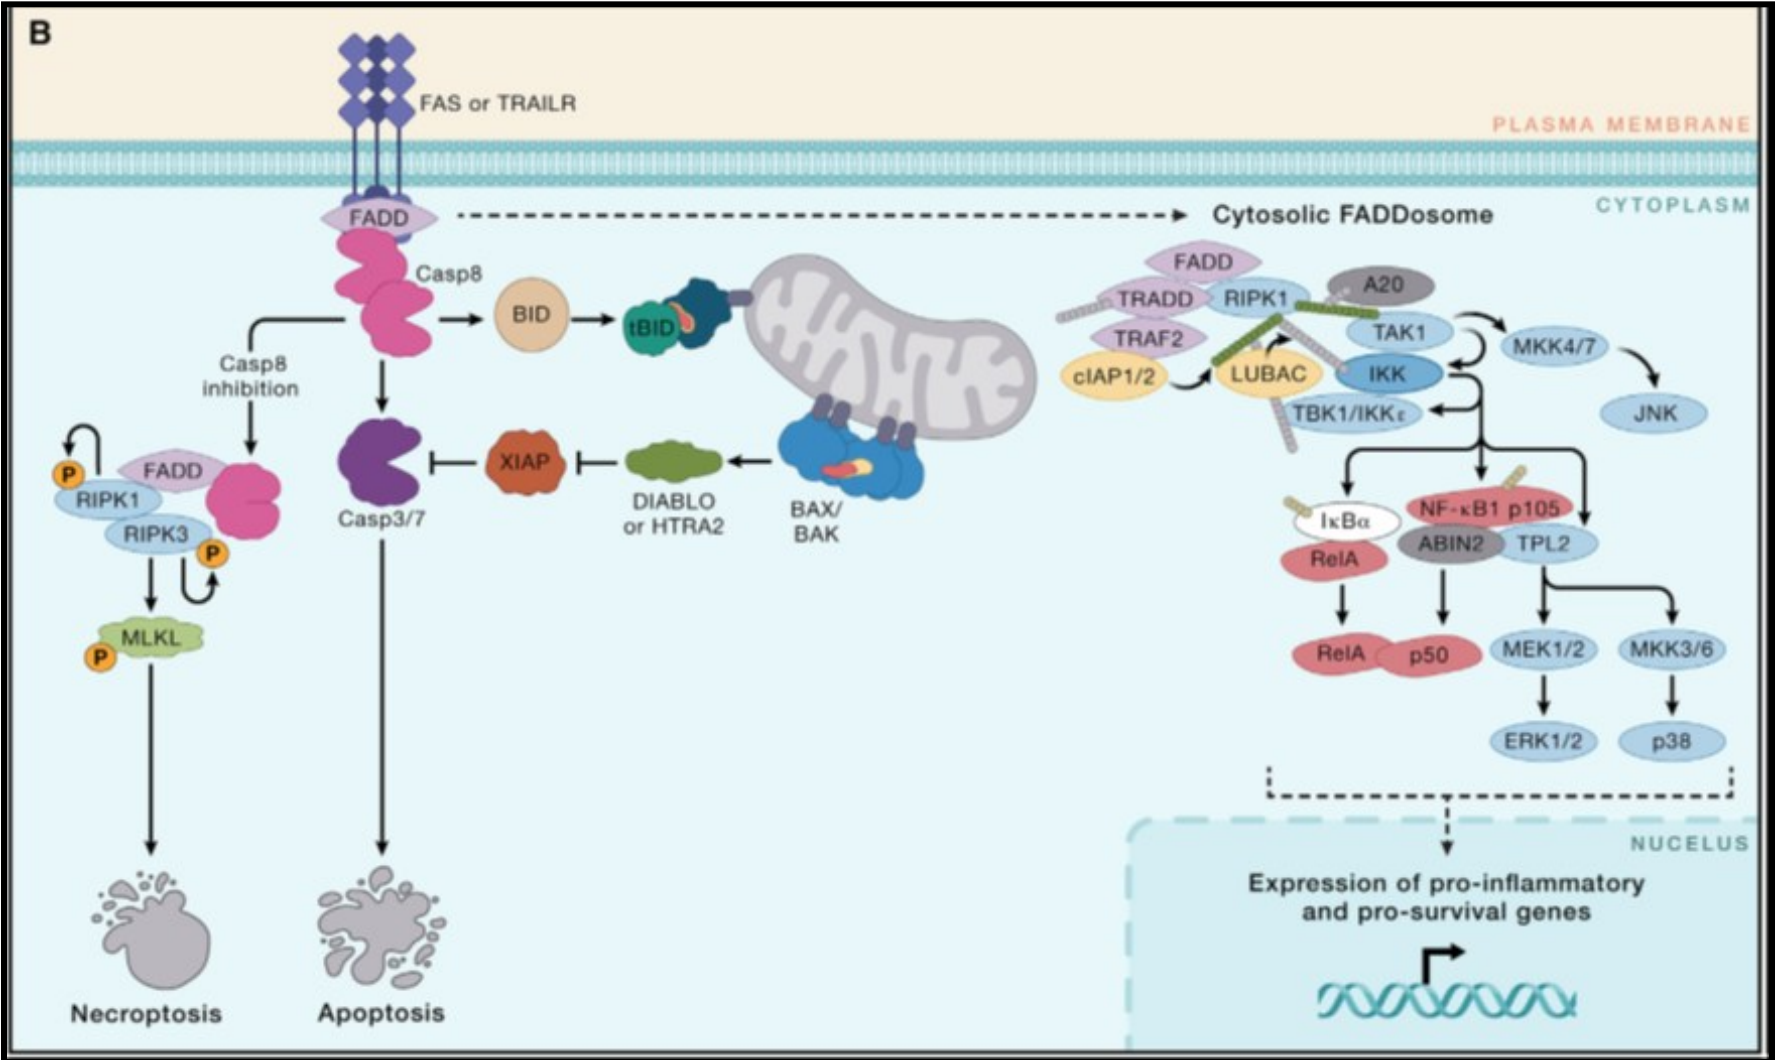 B
FAS or TRAILR
PLASMA MEMBRANE
CYTOPLASM
FADD
Cytosolic FADDosome
Casp8
BID
tBID
Casp8
inhibition
FADD
TRADD
RIPK1
A20
TRAF2
TAK1
MKK4/7
cIAP1/2
LUBAC
IKK
TBK1/IKKε
JNK
P
FADD
RIPK1
RIPK3
P
MLKL
P
Casp3/7
XIAP
DIABLO
or HTRA2
BAX/
BAK
IκBα
NF-κB1 p105
RelA
ABIN2
TPL2
RelA
p50
MEK1/2
MKK3/6
ERK1/2
p38
NUCELUS
Expression of pro-inflammatory
and pro-survival genes
Necroptosis
Apoptosis